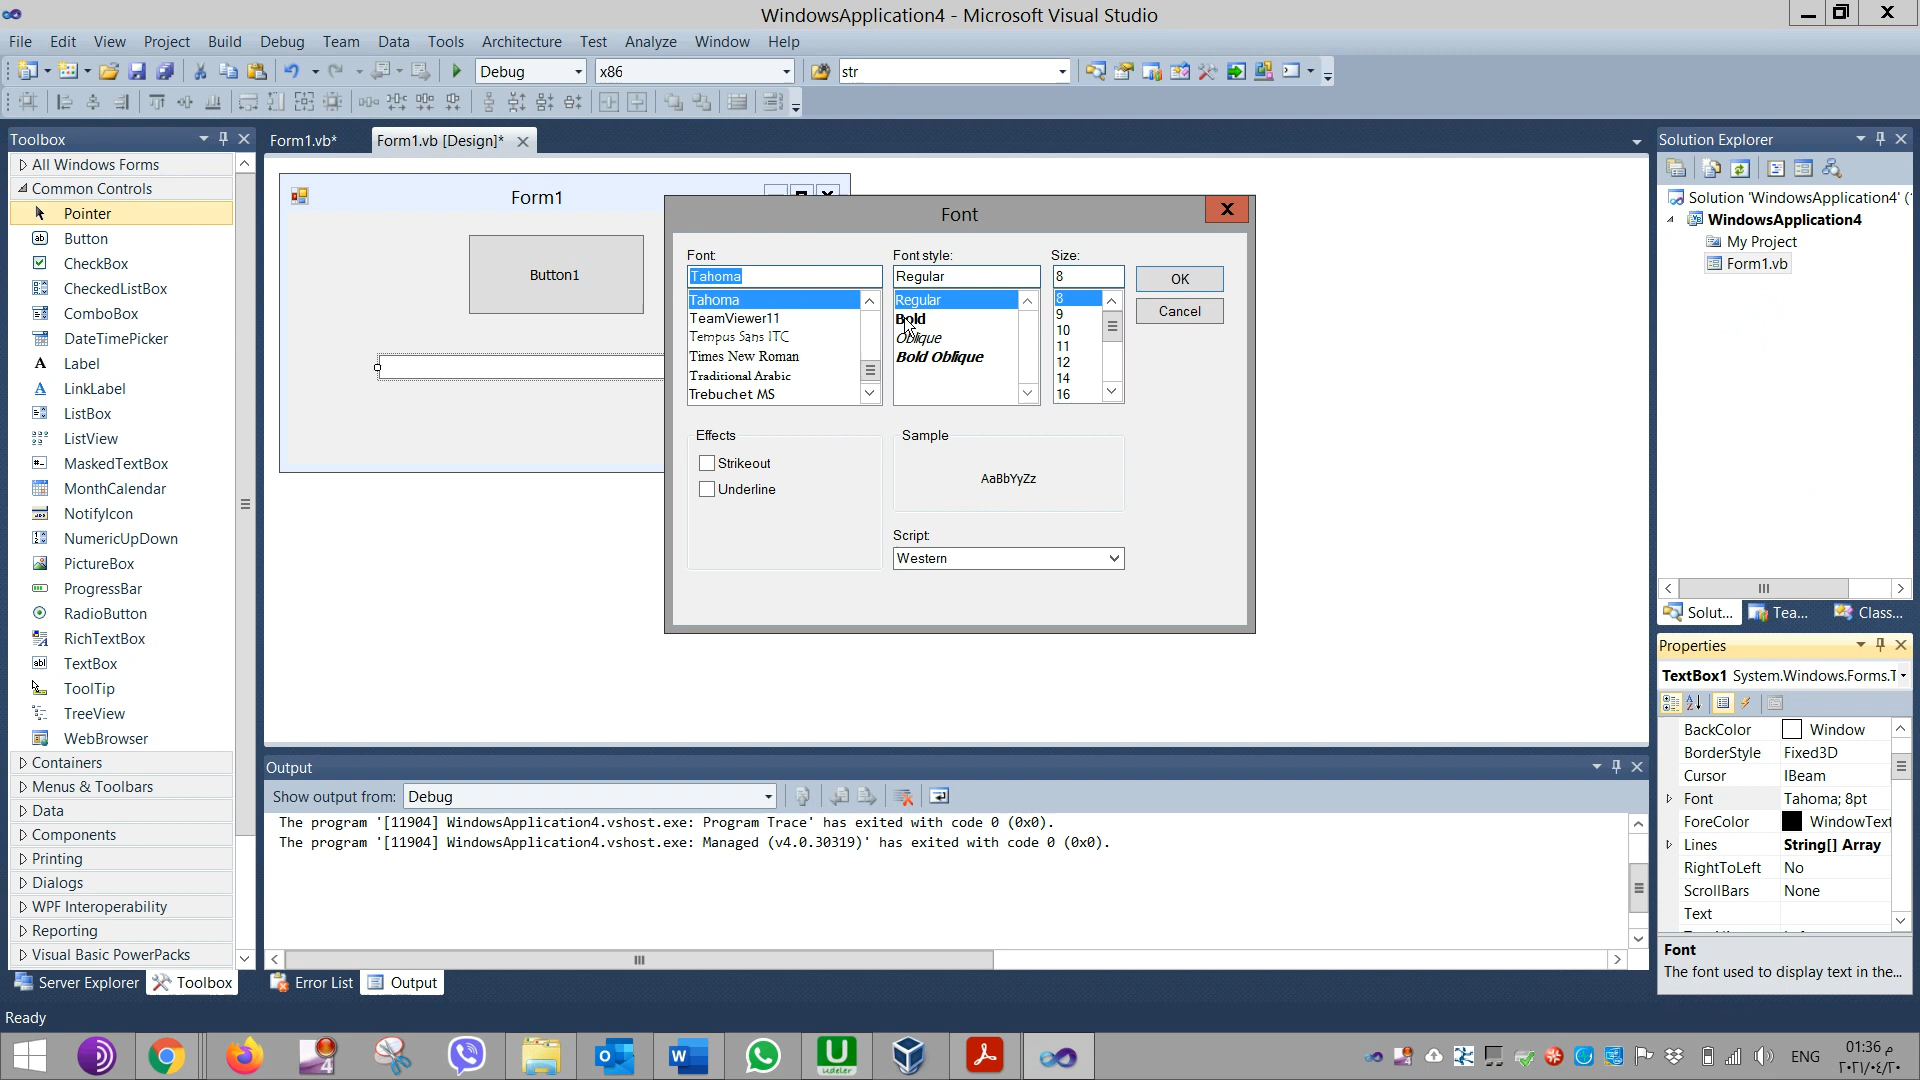 WindowsApplication4 - Microsoft Visual Studio
File Edit View Project Build Debug Team Data Tools Architecture Test Analyze Window Help
Debug x86 str
Toolbox
All Windows Forms
Common Controls
Pointer
Button
CheckBox
CheckedListBox
ComboBox
DateTimePicker
Label
LinkLabel
ListBox
ListView
MaskedTextBox
MonthCalendar
NotifyIcon
NumericUpDown
PictureBox
ProgressBar
RadioButton
RichTextBox
TextBox
ToolTip
TreeView
WebBrowser
Containers
Menus & Toolbars
Data
Components
Printing
Dialogs
WPF Interoperability
Reporting
Visual Basic PowerPacks
Server Explorer Toolbox
Form1.vb* Form1.vb [Design]*
Form1
Button1
Font
Font: Font style: Size:
Tahoma Regular 8
OK
Cancel
Tahoma
TeamViewer11
Tempus Sans ITC
Times New Roman
Traditional Arabic
Trebuchet MS
Regular
Bold
Oblique
Bold Oblique
8
9
10
11
12
14
16
Effects
Strikeout
Underline
Sample
AaBbYyZz
Script:
Western
Output
Show output from: Debug
The program '[11904] WindowsApplication4.vshost.exe: Program Trace' has exited with code 0 (0x0).
The program '[11904] WindowsApplication4.vshost.exe: Managed (v4.0.30319)' has exited with code 0 (0x0).
Error List Output
Solution Explorer
Solution 'WindowsApplication4' (
WindowsApplication4
My Project
Form1.vb
Solut... Tea... Class...
Properties
TextBox1 System.Windows.Forms.T
BackColor Window
BorderStyle Fixed3D
Cursor IBeam
Font Tahoma; 8pt
ForeColor WindowText
Lines String[] Array
RightToLeft No
ScrollBars None
Text
Font
The font used to display text in the...
Ready
ENG
01:36 م